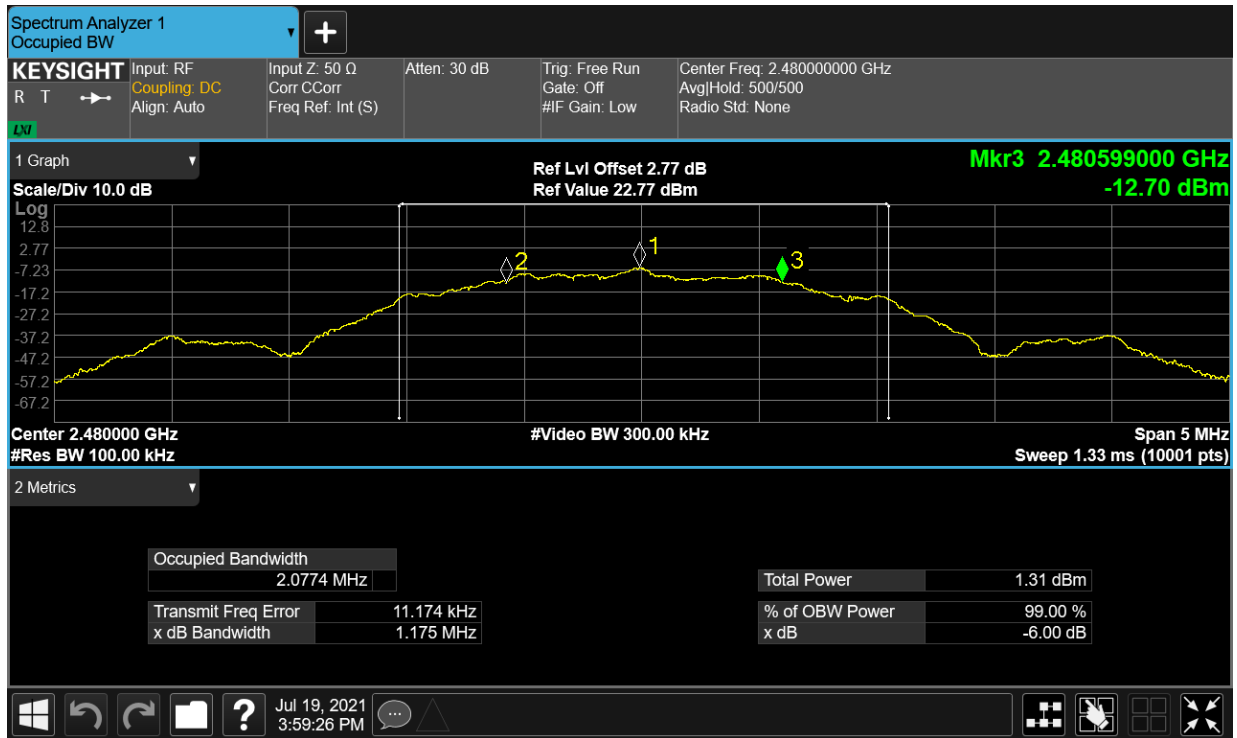 Spectrum Analyzer 1
Occupied BW
KEYSIGHT
R T
LXI
Input: RF
Coupling: DC
Align: Auto
Input Z: 50 Ω
Corr CCorr
Freq Ref: Int (S)
Atten: 30 dB
Trig: Free Run
Gate: Off
#IF Gain: Low
Center Freq: 2.480000000 GHz
Avg|Hold: 500/500
Radio Std: None
1 Graph
Scale/Div 10.0 dB
Ref Lvl Offset 2.77 dB
Ref Value 22.77 dBm
Mkr3 2.480599000 GHz
-12.70 dBm
Log
12.8
2.77
-7.23
-17.2
-27.2
-37.2
-47.2
-57.2
-67.2
2
1
3
Center 2.480000 GHz
#Res BW 100.00 kHz
#Video BW 300.00 kHz
Span 5 MHz
Sweep 1.33 ms (10001 pts)
2 Metrics
Occupied Bandwidth
2.0774 MHz
Transmit Freq Error 11.174 kHz
x dB Bandwidth 1.175 MHz
Total Power 1.31 dBm
% of OBW Power 99.00 %
x dB -6.00 dB
?
Jul 19, 2021
3:59:26 PM